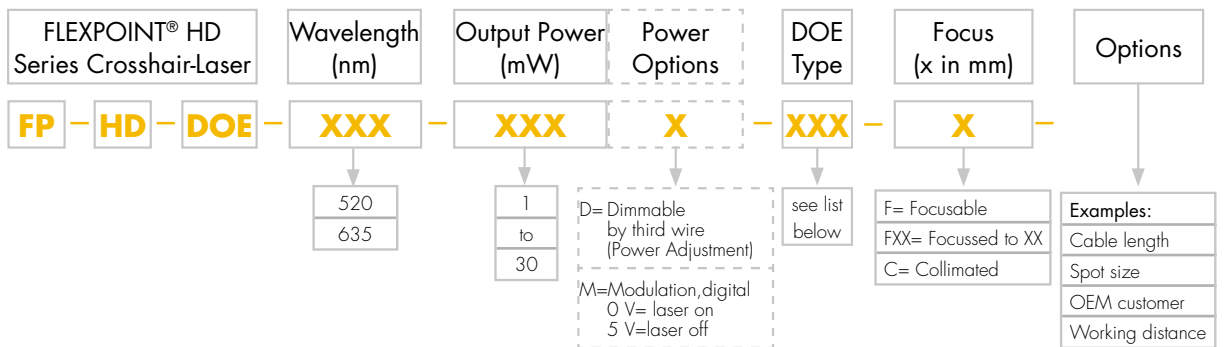 FLEXPOINT® HD
Series Crosshair-Laser
Wavelength
(nm)
Output Power
(mW)
Power
Options
DOE
Type
Focus
(x in mm)
Options
FP – HD – DOE – XXX – XXX X – XXX – X –
520
635
1
to
30
D= Dimmable
by third wire
(Power Adjustment)
M=Modulation,digital
0 V= laser on
5 V=laser off
see list
below
F= Focusable
FXX= Focussed to XX
C= Collimated
Examples:
Cable length
Spot size
OEM customer
Working distance